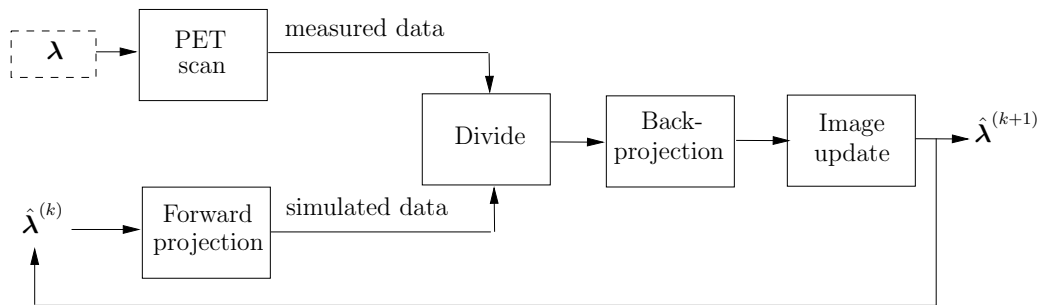 λ
PET
scan
measured data
Divide
Back-
projection
Image
update
λ̂^(k+1)
λ̂^(k)
Forward
projection
simulated data